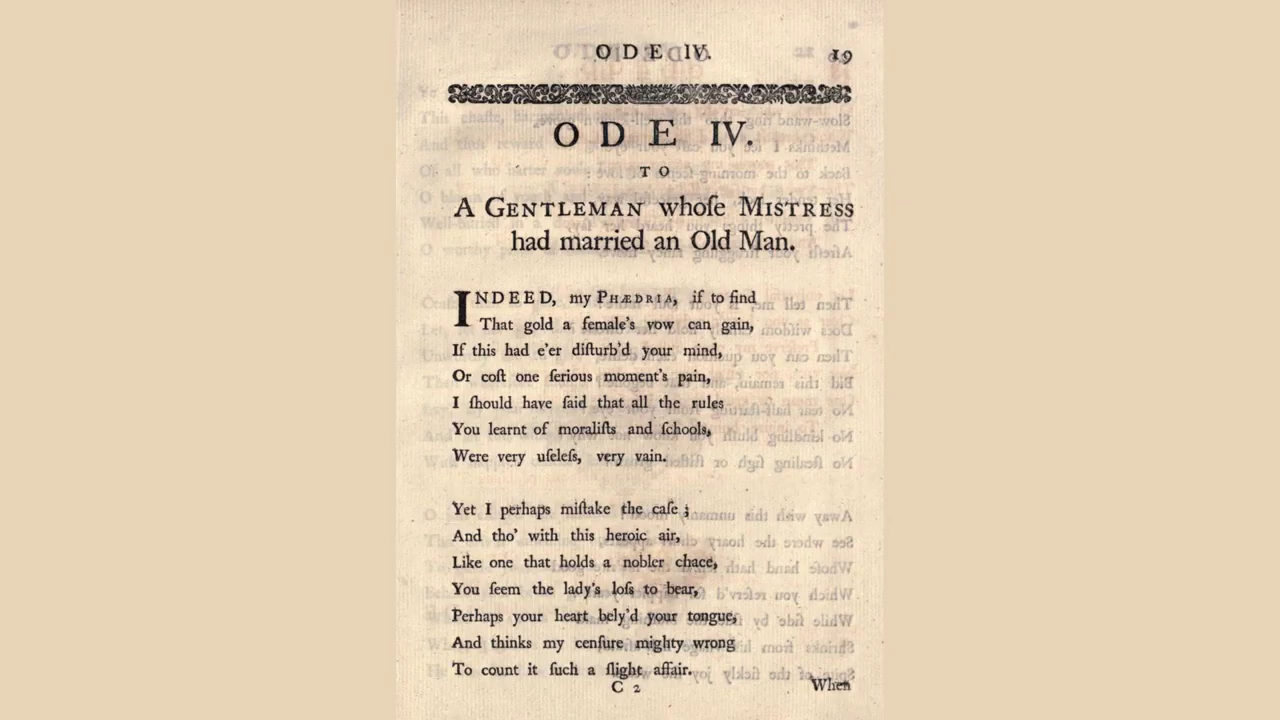 ODE IV. 19
ODE IV.
TO
A GENTLEMAN whoſe MISTRESS
had married an Old Man.
INDEED, my PHÆDRIA, if to find
That gold a female's vow can gain,
If this had e'er diſturb'd your mind,
Or coſt one ſerious moment's pain,
I ſhould have ſaid that all the rules
You learnt of moraliſts and ſchools,
Were very uſeleſs, very vain.
Yet I perhaps miſtake the caſe ;
And tho' with this heroic air,
Like one that holds a nobler chace,
You ſeem the lady's loſs to bear,
Perhaps your heart bely'd your tongue,
And thinks my cenſure mighty wrong
To count it ſuch a ſlight affair.
C 2 When